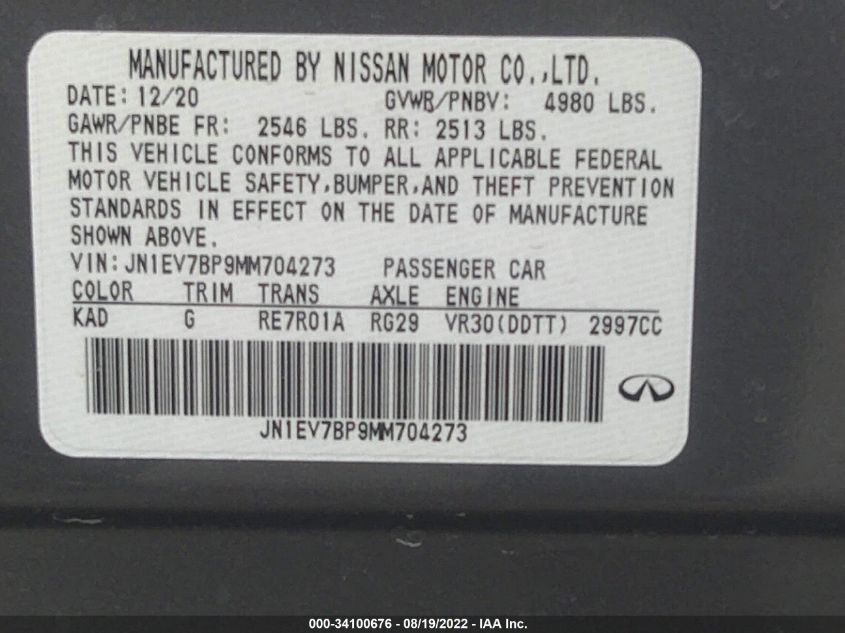 MANUFACTURED BY NISSAN MOTOR CO.,LTD.
DATE: 12/20 GVWR/PNBV: 4980 LBS.
GAWR/PNBE FR: 2546 LBS. RR: 2513 LBS.
THIS VEHICLE CONFORMS TO ALL APPLICABLE FEDERAL
MOTOR VEHICLE SAFETY,BUMPER,AND THEFT PREVENTION
STANDARDS IN EFFECT ON THE DATE OF MANUFACTURE
SHOWN ABOVE.
VIN: JN1EV7BP9MM704273 PASSENGER CAR
COLOR TRIM TRANS AXLE ENGINE
KAD G RE7R01A RG29 VR30(DDTT) 2997CC
JN1EV7BP9MM704273
000-34100676 - 08/19/2022 - IAA Inc.